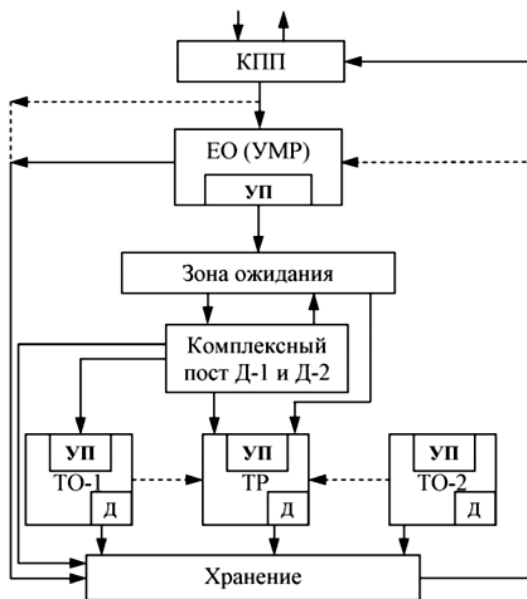 КПП
ЕО (УМР)
УП
Зона ожидания
Комплексный
пост Д-1 и Д-2
УП
ТО-1
Д
УП
ТР
Д
УП
ТО-2
Д
Хранение